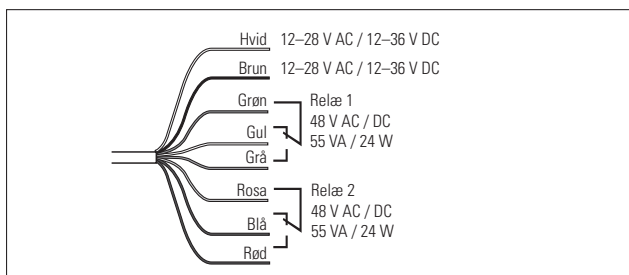 Hvid 12–28 V AC / 12–36 V DC
Brun 12–28 V AC / 12–36 V DC
Grøn Relæ 1
48 V AC / DC
Gul
55 VA / 24 W
Grå
Rosa Relæ 2
48 V AC / DC
Blå
55 VA / 24 W
Rød